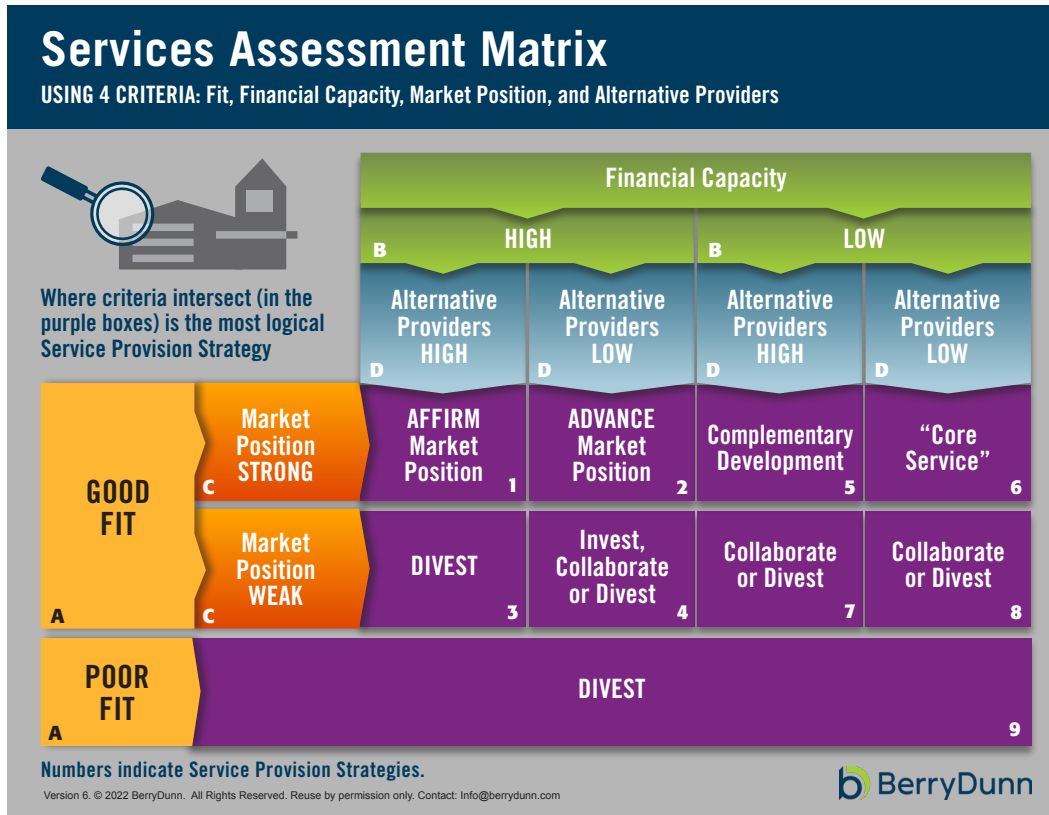 Services Assessment Matrix
USING 4 CRITERIA: Fit, Financial Capacity, Market Position, and Alternative Providers
Financial Capacity
B
HIGH
B
LOW
Where criteria intersect (in the
purple boxes) is the most logical
Service Provision Strategy
Alternative
Providers
HIGH
D
Alternative
Providers
LOW
D
Alternative
Providers
HIGH
D
Alternative
Providers
LOW
D
GOOD
FIT
A
Market
Position
STRONG
C
AFFIRM
Market
Position
1
ADVANCE
Market
Position
2
Complementary
Development
5
“Core
Service”
6
Market
Position
WEAK
C
DIVEST
3
Invest,
Collaborate
or Divest
4
Collaborate
or Divest
7
Collaborate
or Divest
8
POOR
FIT
A
DIVEST
9
Numbers indicate Service Provision Strategies.
Version 6. © 2022 BerryDunn. All Rights Reserved. Reuse by permission only. Contact: Info@berrydunn.com
b BerryDunn